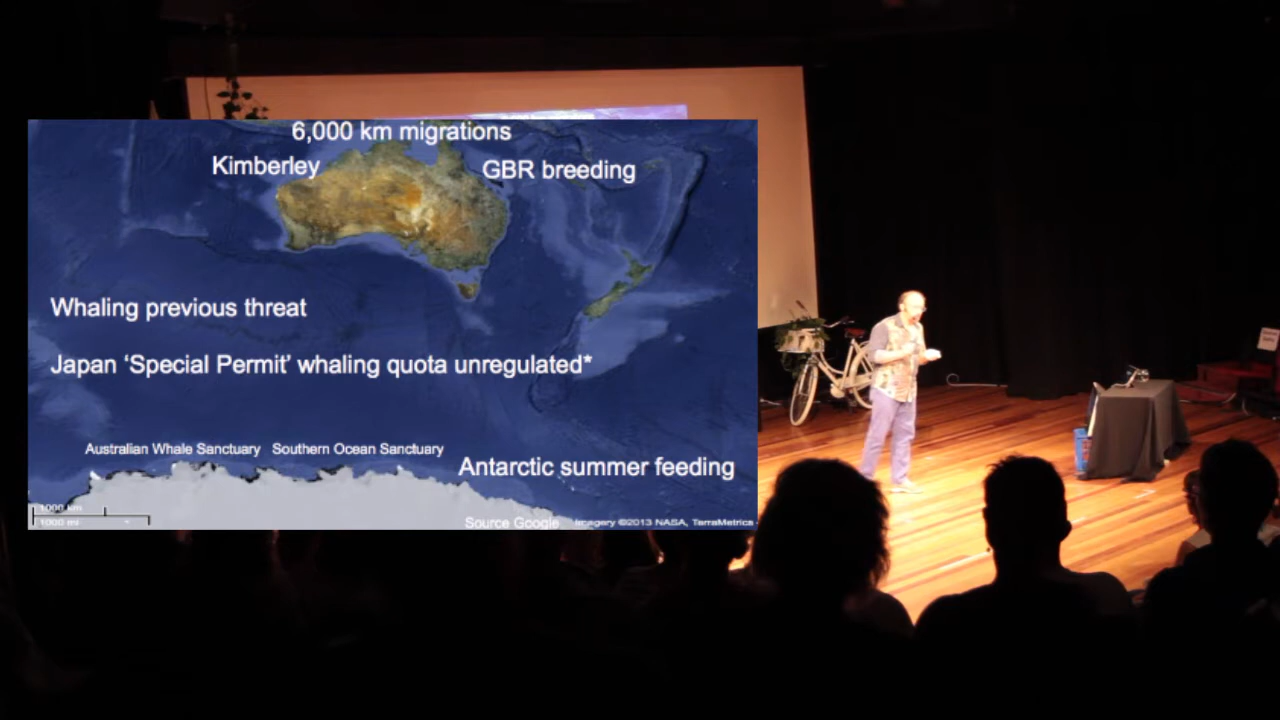 6,000 km migrations
Kimberley
GBR breeding
Whaling previous threat
Japan ‘Special Permit’ whaling quota unregulated*
Australian Whale Sanctuary Southern Ocean Sanctuary
Antarctic summer feeding
1000 km
1000 mi
Source Google
Imagery ©2013 NASA, TerraMetrics